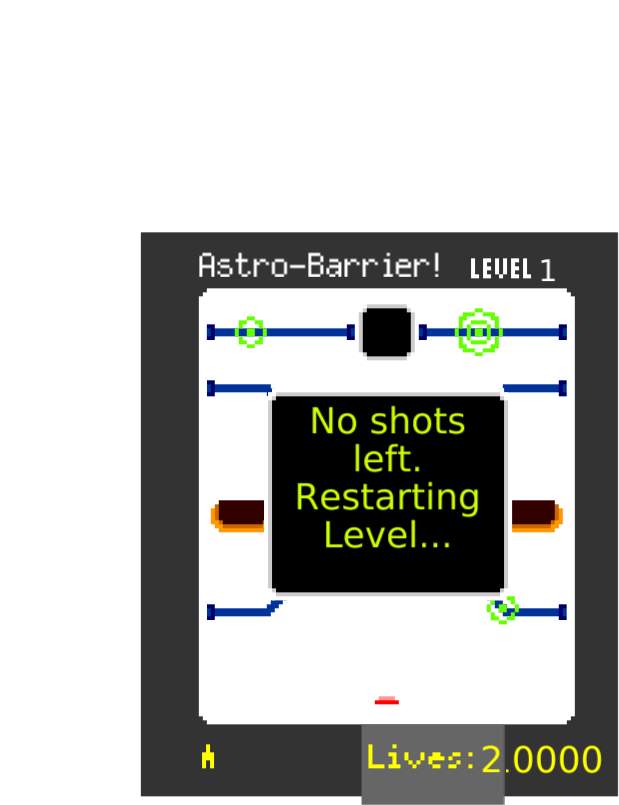 Astro-Barrier! LEVEL 1
No shots
left.
Restarting
Level...
Lives:2.0000